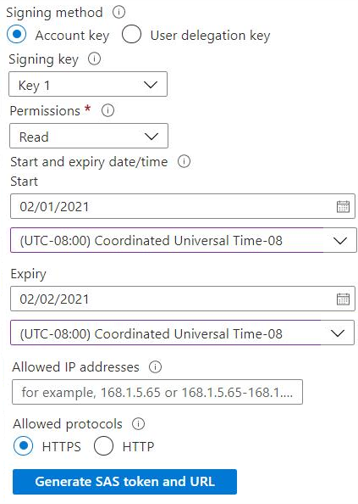 Signing method
Account key User delegation key
Signing key
Key 1
Permissions *
Read
Start and expiry date/time
Start
02/01/2021
(UTC-08:00) Coordinated Universal Time-08
Expiry
02/02/2021
(UTC-08:00) Coordinated Universal Time-08
Allowed IP addresses
for example, 168.1.5.65 or 168.1.5.65-168.1....
Allowed protocols
HTTPS HTTP
Generate SAS token and URL